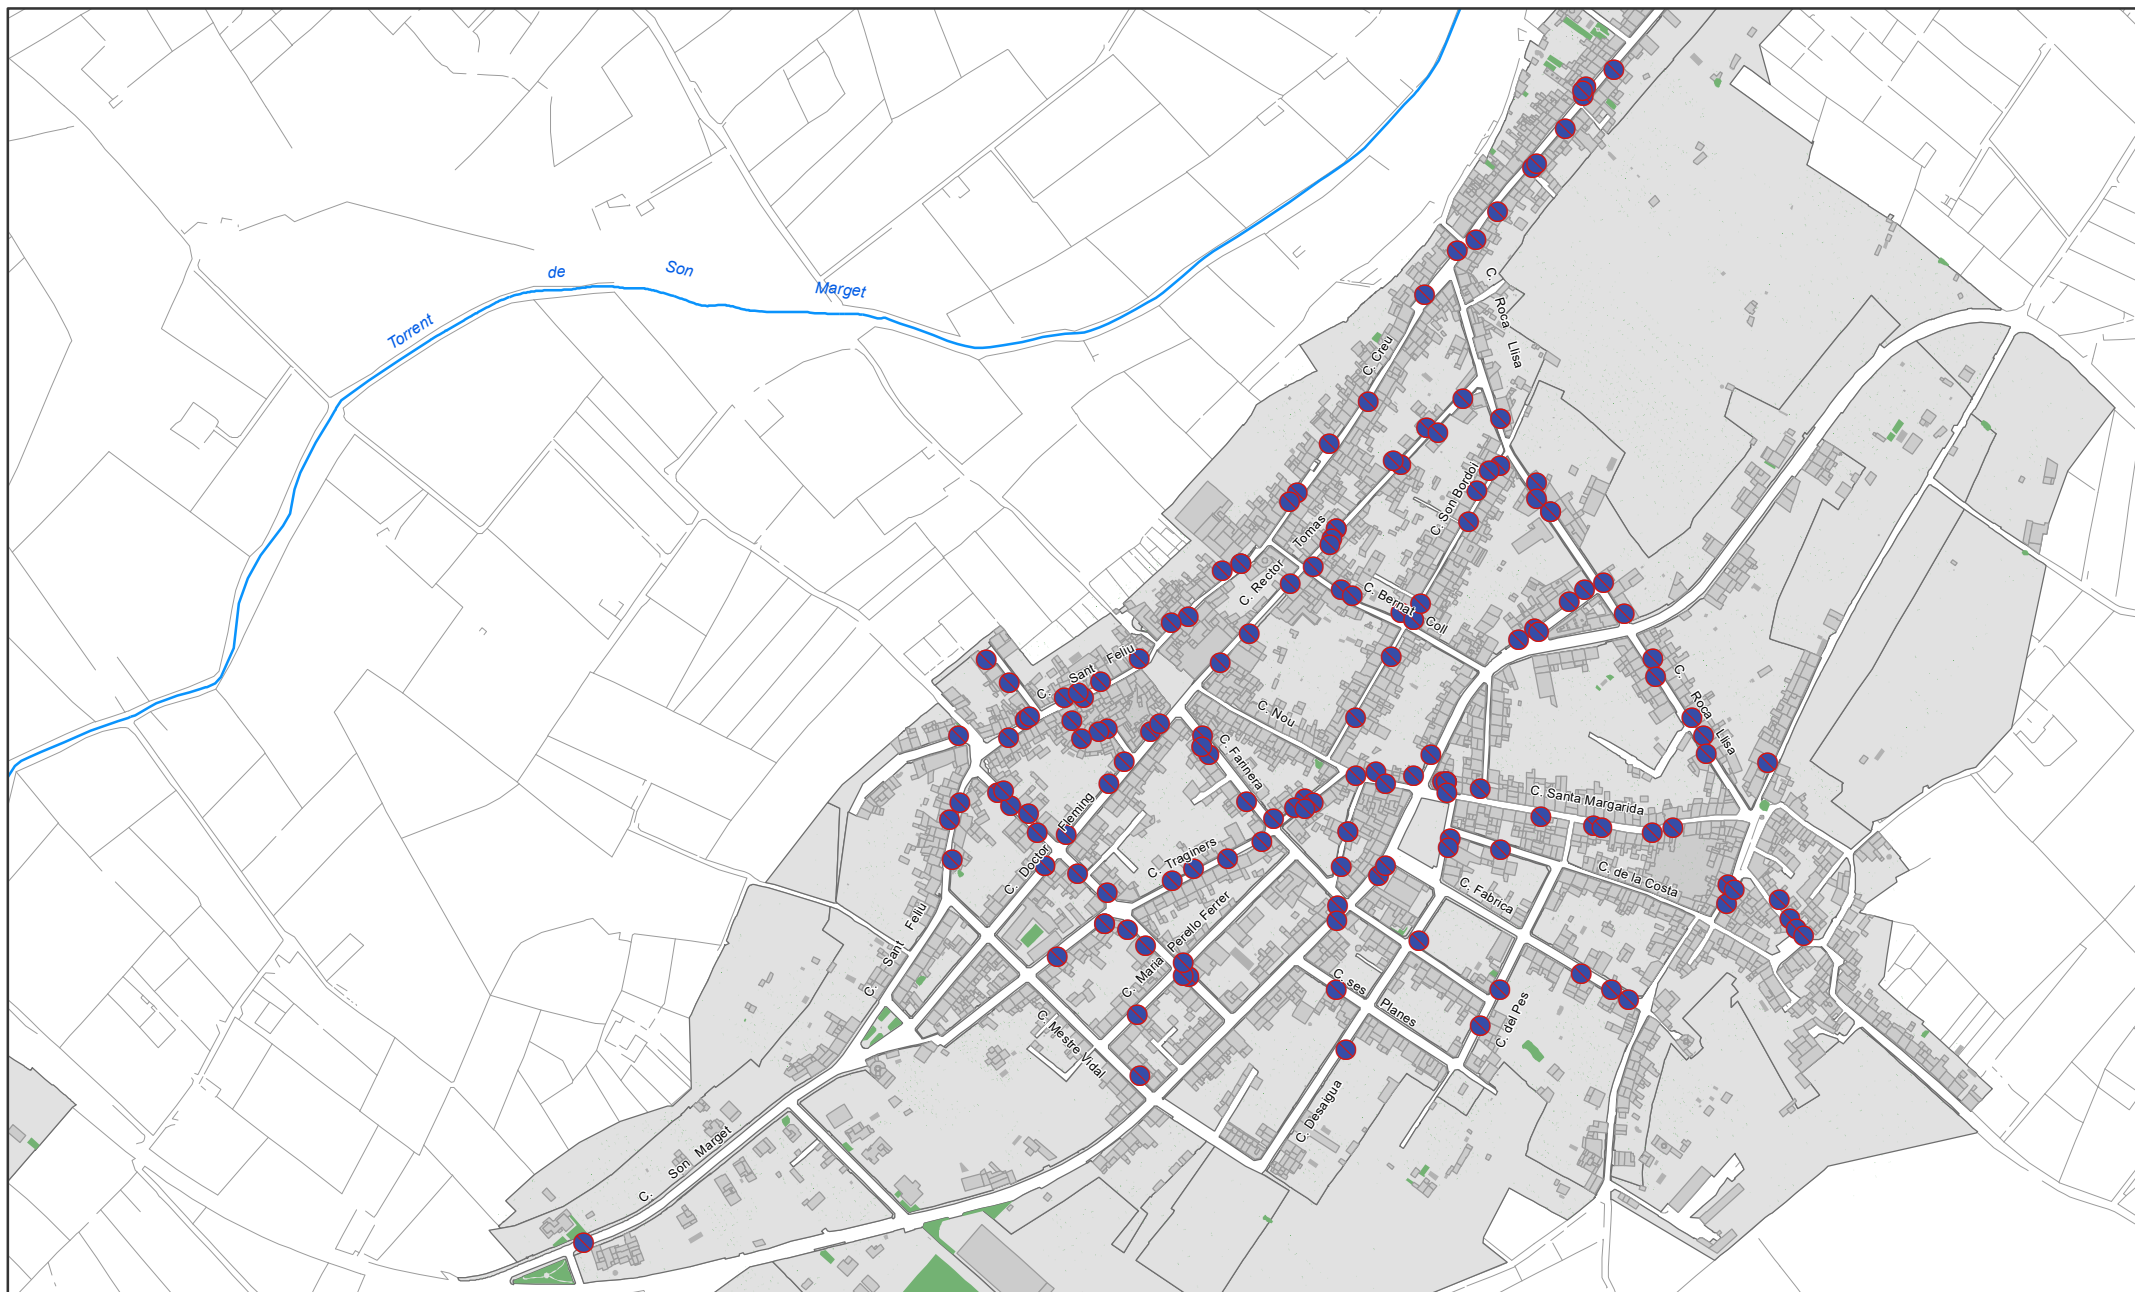 Torrent de Son Marget
C. Roca Llisa
C. Creu
C. Son Bordoi
C. Rector Tomas
C. Bernat Coll
C. Sant Feliu
C. Nou
C. Roca Llisa
C. Farinera
C. Santa Margarida
C. Doctor Fleming
C. Traginers
C. de la Costa
C. Fabrica
C. Sant Feliu
C. Maria Perello Ferrer
C. ses Planes
C. del Pes
C. Mestre Vidal
C. Desaigua
C. Son Marget